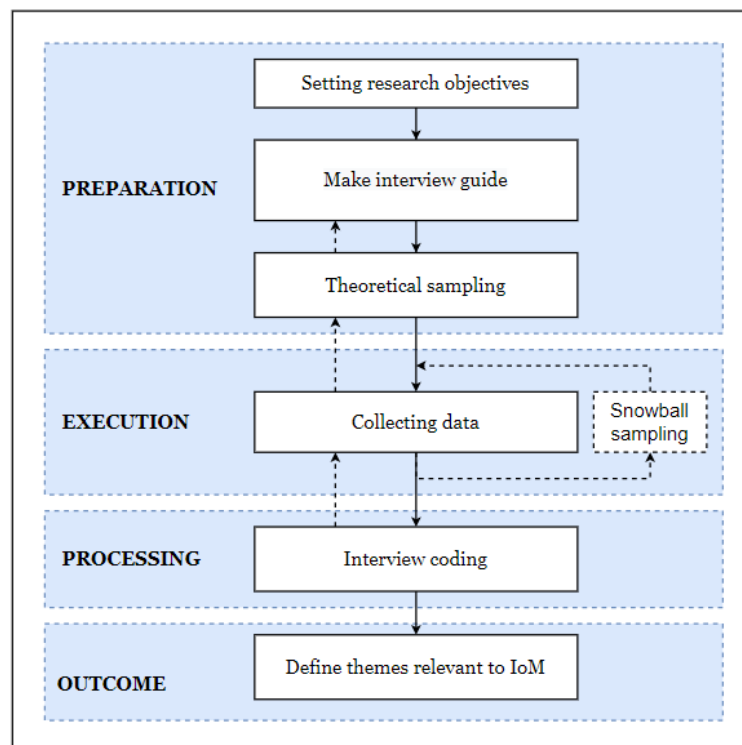 Setting research objectives
PREPARATION
Make interview guide
Theoretical sampling
EXECUTION
Collecting data
Snowball
sampling
PROCESSING
Interview coding
Define themes relevant to IoM
OUTCOME